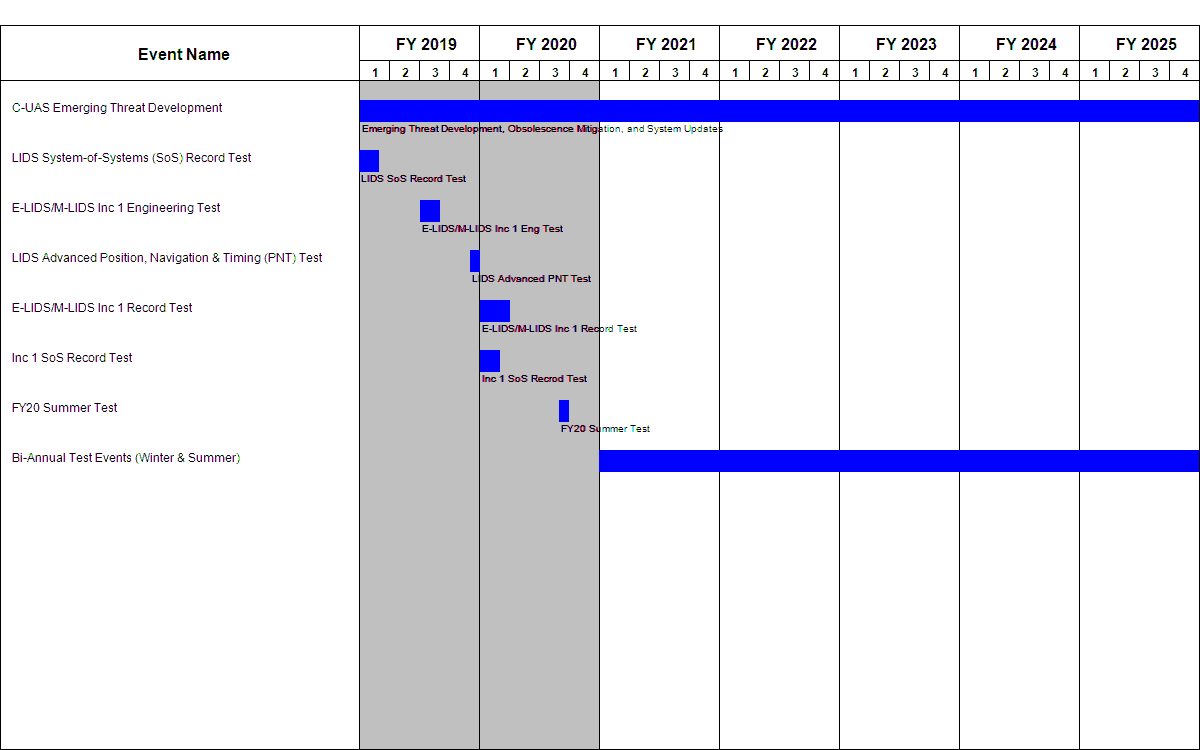 Event Name FY 2019 FY 2020 FY 2021 FY 2022 FY 2023 FY 2024 FY 2025
1 2 3 4 1 2 3 4 1 2 3 4 1 2 3 4 1 2 3 4 1 2 3 4 1 2 3 4
C-UAS Emerging Threat Development
Emerging Threat Development, Obsolescence Mitigation, and System Updates
LIDS System-of-Systems (SoS) Record Test
LIDS SoS Record Test
E-LIDS/M-LIDS Inc 1 Engineering Test
E-LIDS/M-LIDS Inc 1 Eng Test
LIDS Advanced Position, Navigation & Timing (PNT) Test
LIDS Advanced PNT Test
E-LIDS/M-LIDS Inc 1 Record Test
E-LIDS/M-LIDS Inc 1 Record Test
Inc 1 SoS Record Test
Inc 1 SoS Recrod Test
FY20 Summer Test
FY20 Summer Test
Bi-Annual Test Events (Winter & Summer)